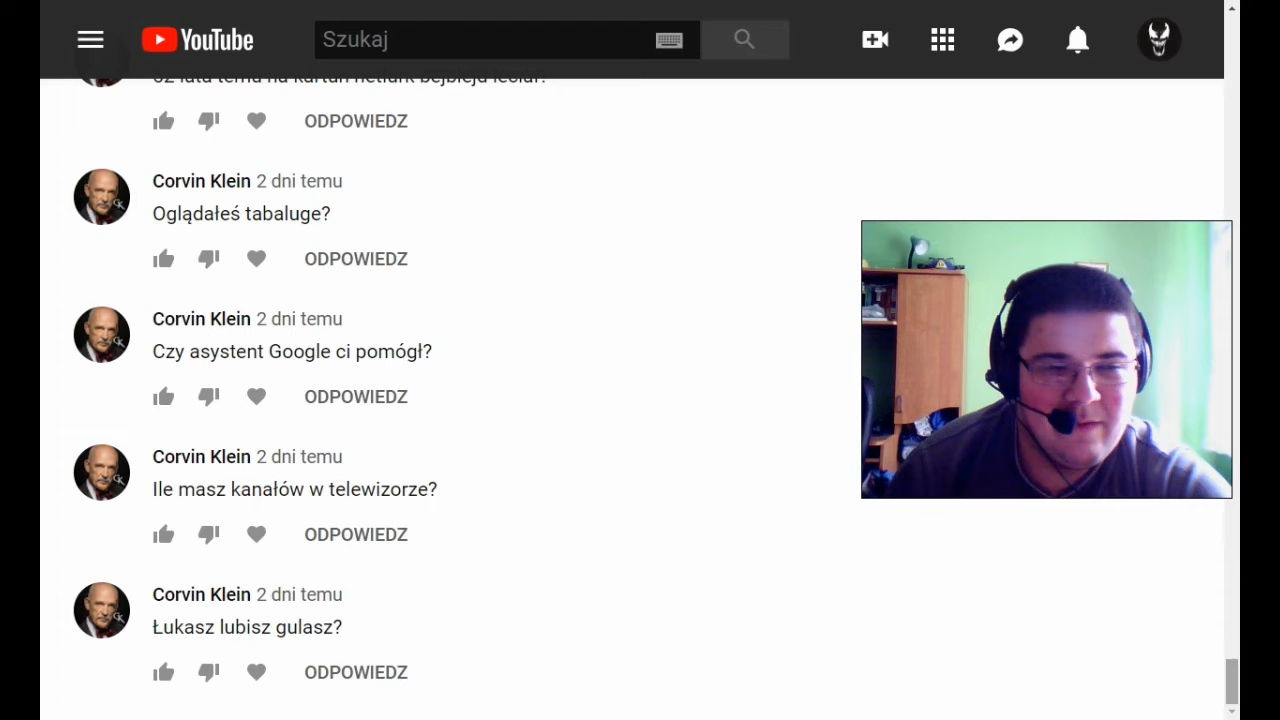 YouTube
Szukaj
ODPOWIEDZ
Corvin Klein 2 dni temu
Oglądałeś tabaluge?
ODPOWIEDZ
Corvin Klein 2 dni temu
Czy asystent Google ci pomógł?
ODPOWIEDZ
Corvin Klein 2 dni temu
Ile masz kanałów w telewizorze?
ODPOWIEDZ
Corvin Klein 2 dni temu
Łukasz lubisz gulasz?
ODPOWIEDZ